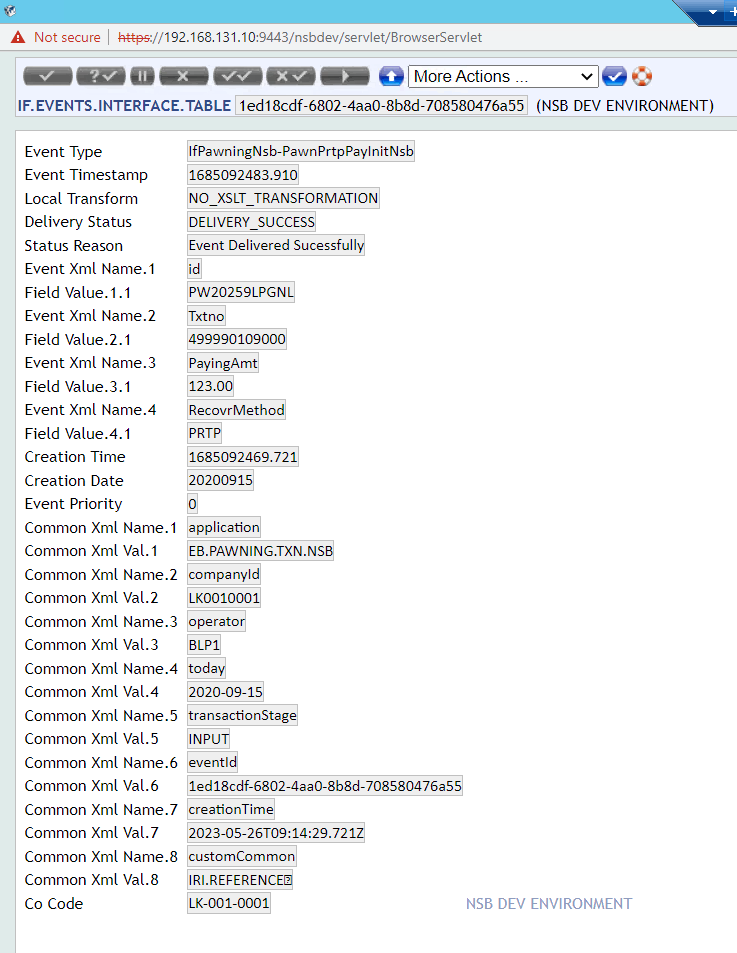 Not secure | https://192.168.131.10:9443/nsbdev/servlet/BrowserServlet
More Actions ...
IF.EVENTS.INTERFACE.TABLE 1ed18cdf-6802-4aa0-8b8d-708580476a55 (NSB DEV ENVIRONMENT)
Event Type IfPawningNsb-PawnPrtpPayInitNsb
Event Timestamp 1685092483.910
Local Transform NO_XSLT_TRANSFORMATION
Delivery Status DELIVERY_SUCCESS
Status Reason Event Delivered Sucessfully
Event Xml Name.1 id
Field Value.1.1 PW20259LPGNL
Event Xml Name.2 Txtno
Field Value.2.1 499990109000
Event Xml Name.3 PayingAmt
Field Value.3.1 123.00
Event Xml Name.4 RecovrMethod
Field Value.4.1 PRTP
Creation Time 1685092469.721
Creation Date 20200915
Event Priority 0
Common Xml Name.1 application
Common Xml Val.1 EB.PAWNING.TXN.NSB
Common Xml Name.2 companyId
Common Xml Val.2 LK0010001
Common Xml Name.3 operator
Common Xml Val.3 BLP1
Common Xml Name.4 today
Common Xml Val.4 2020-09-15
Common Xml Name.5 transactionStage
Common Xml Val.5 INPUT
Common Xml Name.6 eventId
Common Xml Val.6 1ed18cdf-6802-4aa0-8b8d-708580476a55
Common Xml Name.7 creationTime
Common Xml Val.7 2023-05-26T09:14:29.721Z
Common Xml Name.8 customCommon
Common Xml Val.8 IRI.REFERENCE
Co Code LK-001-0001 NSB DEV ENVIRONMENT